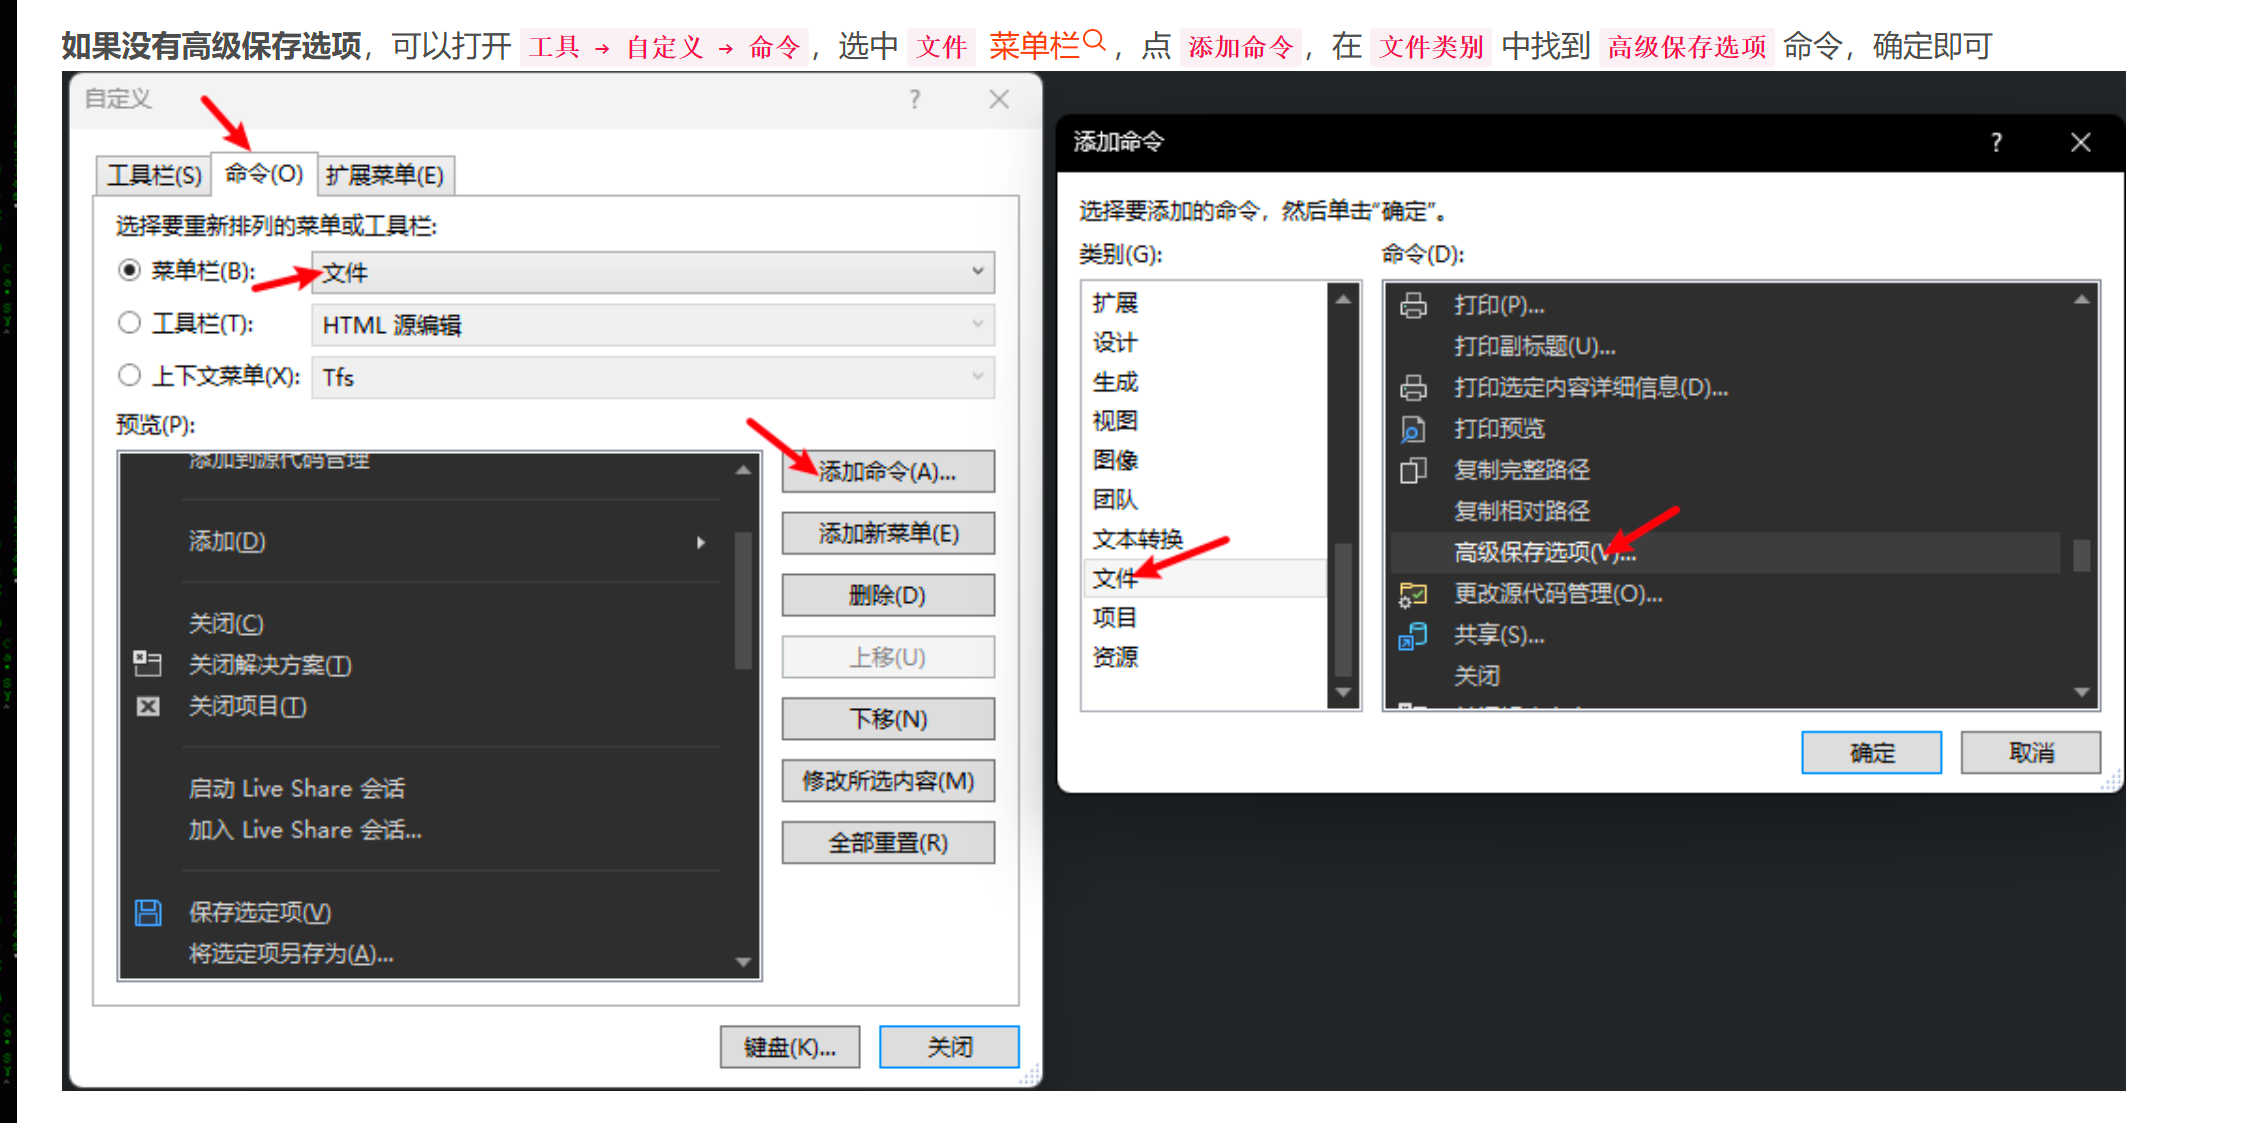 如果没有高级保存选项，可以打开 工具 → 自定义 → 命令，选中 文件 菜单栏，点 添加命令，在 文件类别 中找到 高级保存选项 命令，确定即可
自定义
?
工具栏(S) 命令(O) 扩展菜单(E)
选择要重新排列的菜单或工具栏:
菜单栏(B): 文件
工具栏(T): HTML 源编辑
上下文菜单(X): Tfs
预览(P):
添加到源代码管理
添加(D)
关闭(C)
关闭解决方案(T)
关闭项目(T)
启动 Live Share 会话
加入 Live Share 会话...
保存选定项(V)
将选定项另存为(A)...
添加命令(A)...
添加新菜单(E)
删除(D)
上移(U)
下移(N)
修改所选内容(M)
全部重置(R)
键盘(K)... 关闭
添加命令
?
选择要添加的命令，然后单击“确定”。
类别(G):
扩展
设计
生成
视图
图像
团队
文本转换
文件
项目
资源
命令(D):
打印(P)...
打印副标题(U)...
打印选定内容详细信息(D)...
打印预览
复制完整路径
复制相对路径
高级保存选项(V)...
更改源代码管理(O)...
共享(S)...
关闭
确定 取消